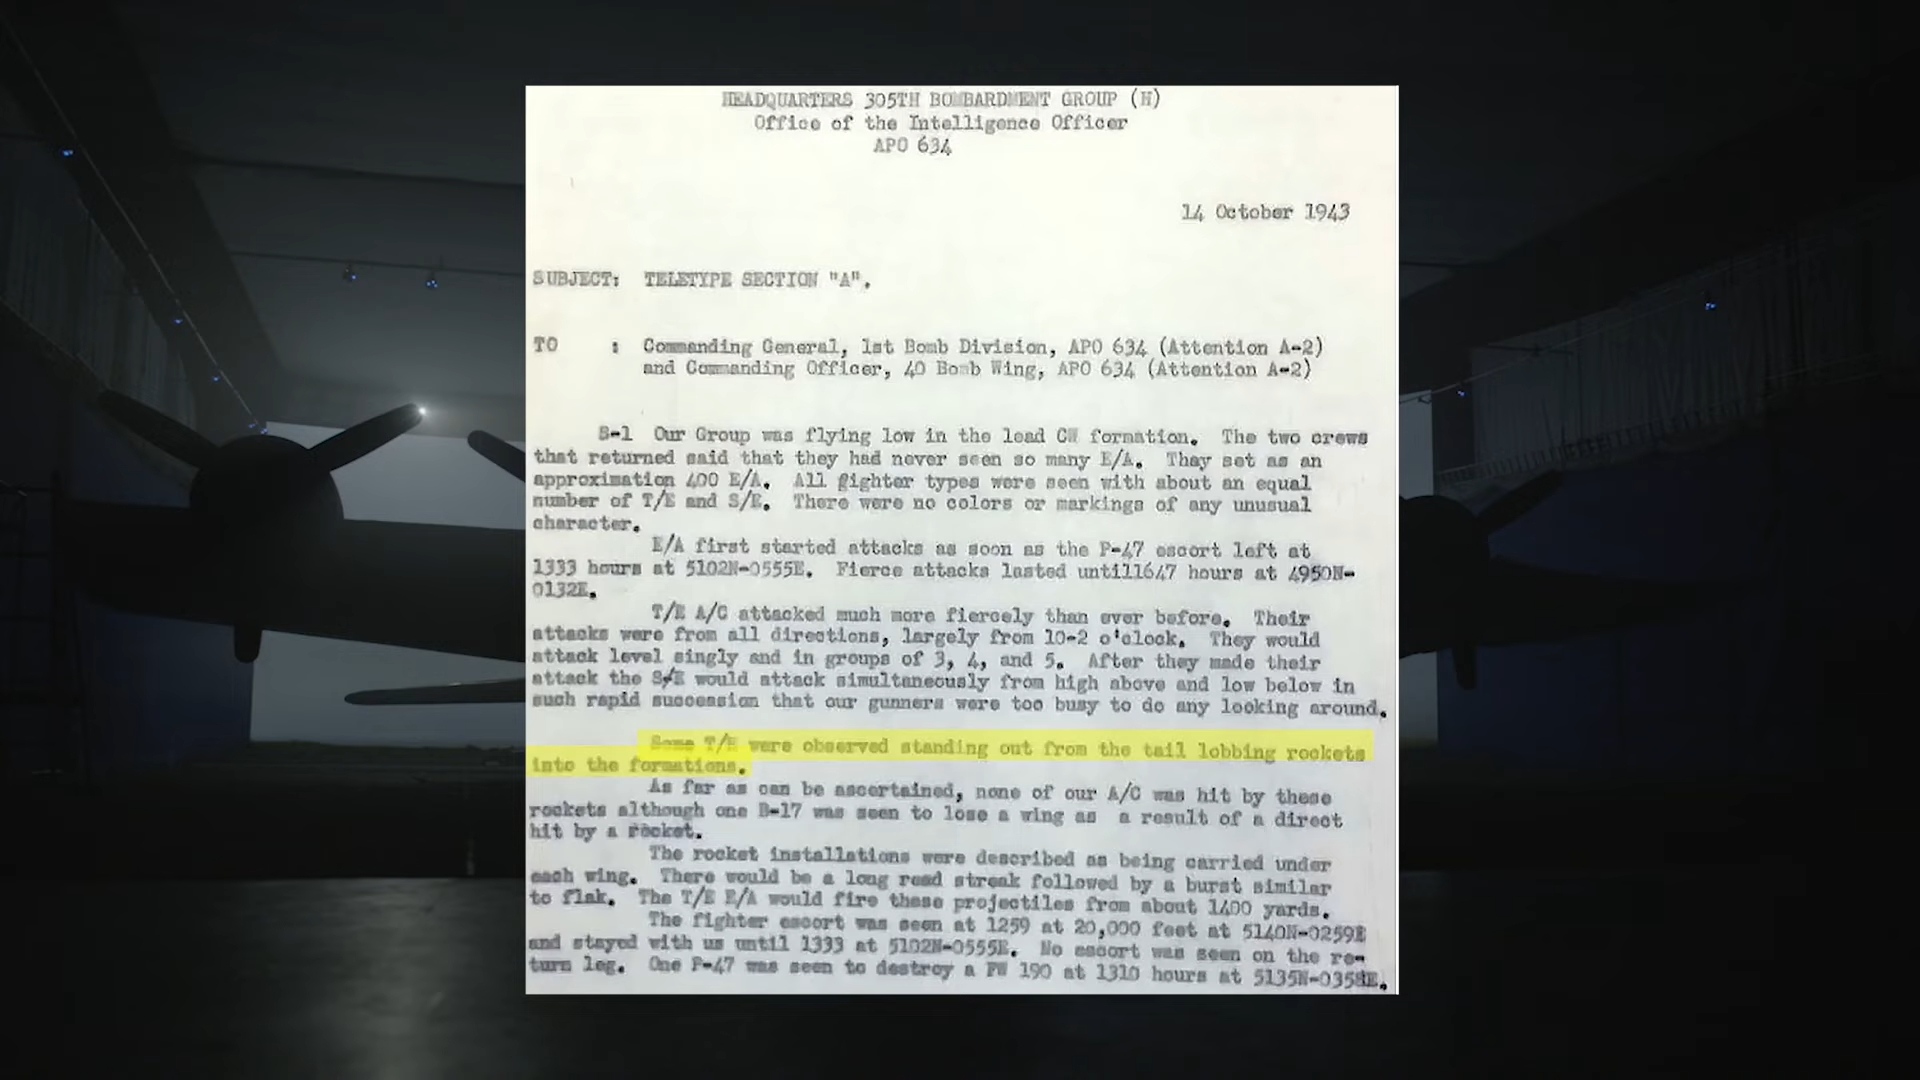 HEADQUARTERS 305TH BOMBARDMENT GROUP (H)
Office of the Intelligence Officer
APO 634
14 October 1943
SUBJECT: TELETYPE SECTION "A".
TO : Commanding General, 1st Bomb Division, APO 634 (Attention A-2)
and Commanding Officer, 40 Bomb Wing, APO 634 (Attention A-2)
S-1 Our Group was flying low in the lead CW formation. The two crews
that returned said that they had never seen so many E/A. They set as an
approximation 400 E/A. All fighter types were seen with about an equal
number of T/E and S/E. There were no colors or markings of any unusual
character.
E/A first started attacks as soon as the P-47 escort left at
1333 hours at 5102N-0555E. Fierce attacks lasted until1647 hours at 4950N-
0132E.
T/E A/C attacked much more fiercely than ever before. Their
attacks were from all directions, largely from 10-2 o'clock. They would
attack level singly and in groups of 3, 4, and 5. After they made their
attack the S/E would attack simultaneously from high above and low below in
such rapid succession that our gunners were too busy to do any looking around.
Some T/E were observed standing out from the tail lobbing rockets
into the formations.
As far as can be ascertained, none of our A/C was hit by these
rockets although one B-17 was seen to lose a wing as a result of a direct
hit by a rocket.
The rocket installations were described as being carried under
each wing. There would be a long read streak followed by a burst similar
to flak. The T/E E/A would fire these projectiles from about 1400 yards.
The fighter escort was seen at 1259 at 20,000 feet at 5140N-0259E
and stayed with us until 1333 at 5102N-0555E. No escort was seen on the re-
turn leg. One P-47 was seen to destroy a FW 190 at 1310 hours at 5135N-0358E.